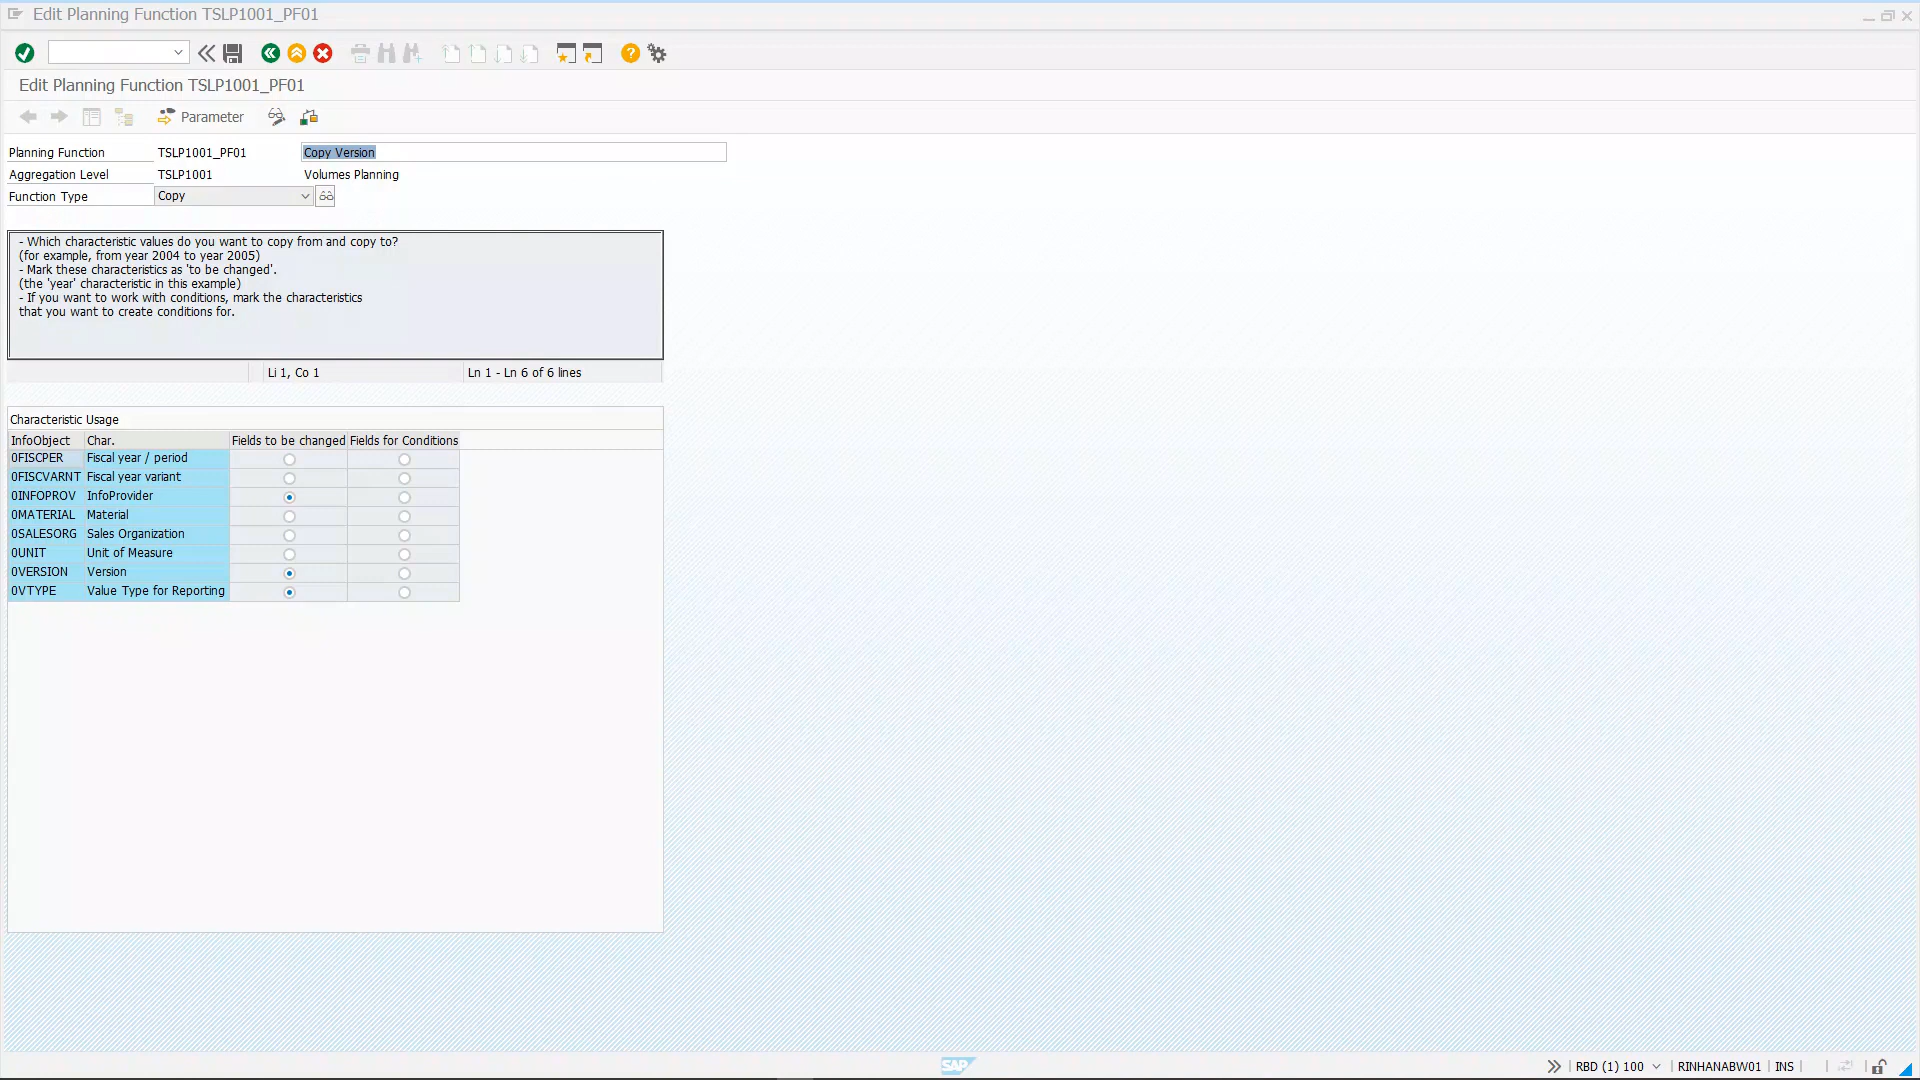 Edit Planning Function TSLP1001_PF01
Edit Planning Function TSLP1001_PF01
Parameter
Planning Function TSLP1001_PF01 Copy Version
Aggregation Level TSLP1001 Volumes Planning
Function Type Copy
- Which characteristic values do you want to copy from and copy to?
(for example, from year 2004 to year 2005)
- Mark these characteristics as 'to be changed'.
(the 'year' characteristic in this example)
- If you want to work with conditions, mark the characteristics
that you want to create conditions for.
Li 1, Co 1 Ln 1 - Ln 6 of 6 lines
Characteristic Usage
InfoObject Char. Fields to be changed Fields for Conditions
0FISCPER Fiscal year / period
0FISCVARNT Fiscal year variant
0INFOPROV InfoProvider
0MATERIAL Material
0SALESORG Sales Organization
0UNIT Unit of Measure
0VERSION Version
0VTYPE Value Type for Reporting
SAP RBD (1) 100 RINHANABW01 INS